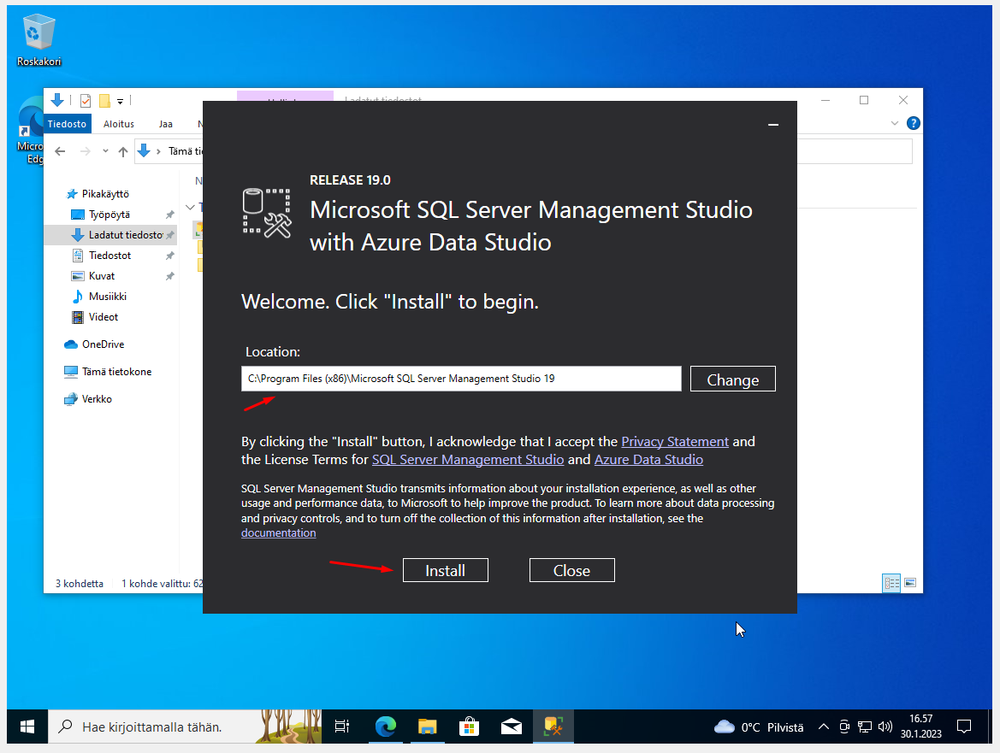 Roskakori
Ladatut tiedostot
Tiedosto
Aloitus
Jaa
Tämä ti
Pikakäyttö
Työpöytä
Ladatut tiedosto
Tiedostot
Kuvat
Musiikki
Videot
OneDrive
Tämä tietokone
Verkko
3 kohdetta
1 kohde valittu: 62
RELEASE 19.0
Microsoft SQL Server Management Studio
with Azure Data Studio
Welcome. Click "Install" to begin.
Location:
C:\Program Files (x86)\Microsoft SQL Server Management Studio 19
Change
By clicking the "Install" button, I acknowledge that I accept the Privacy Statement and
the License Terms for SQL Server Management Studio and Azure Data Studio
SQL Server Management Studio transmits information about your installation experience, as well as other
usage and performance data, to Microsoft to help improve the product. To learn more about data processing
and privacy controls, and to turn off the collection of this information after installation, see the
documentation
Install
Close
Micro
Edg
Hae kirjoittamalla tähän.
0°C Pilvistä
16.57
30.1.2023